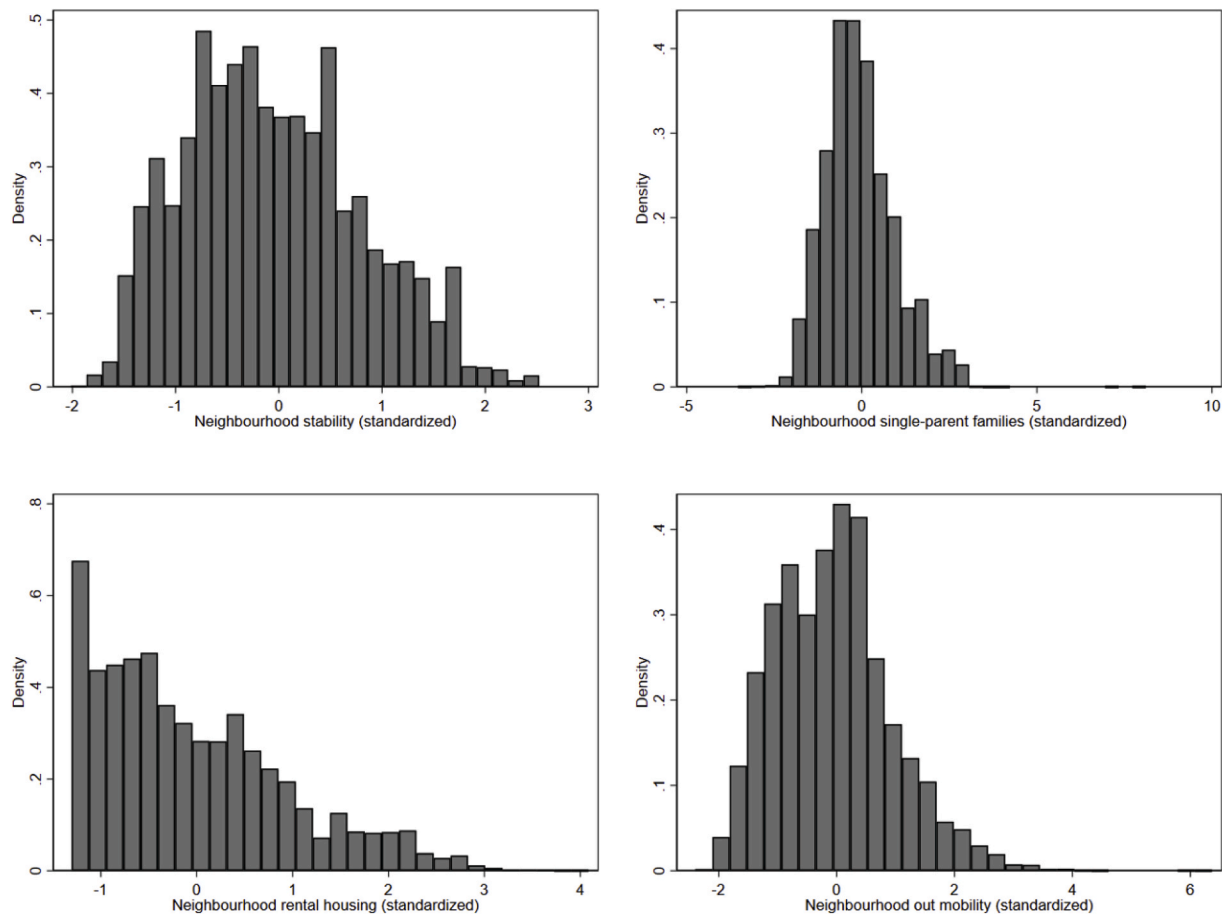 .5
.4
.3
.2
.1
0
Density
-2 -1 0 1 2 3
Neighbourhood stability (standardized)
.4
.3
.2
.1
0
Density
-5 0 5 10
Neighbourhood single-parent families (standardized)
.8
.6
.4
.2
0
Density
-1 0 1 2 3 4
Neighbourhood rental housing (standardized)
.4
.3
.2
.1
0
Density
-2 0 2 4 6
Neighbourhood out mobility (standardized)